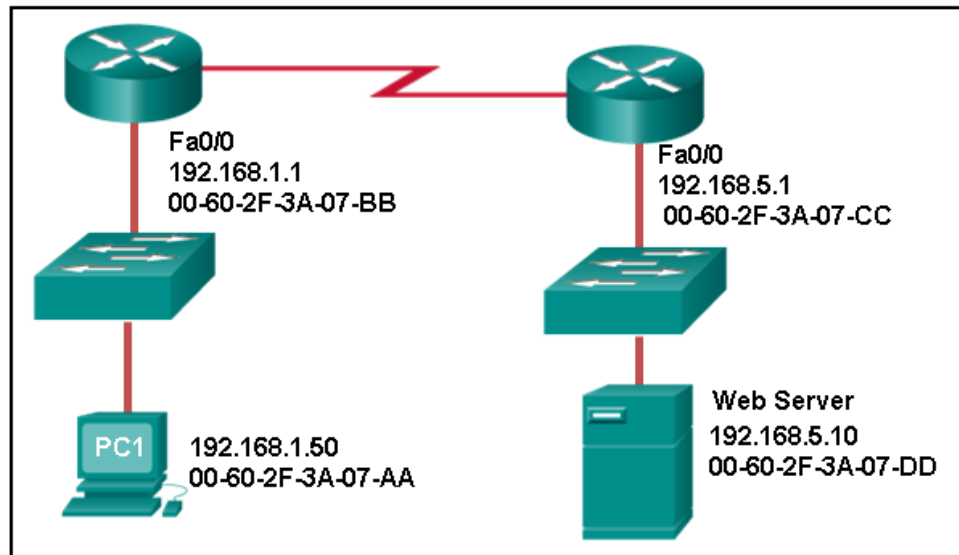 Fa0/0
192.168.1.1
00-60-2F-3A-07-BB
Fa0/0
192.168.5.1
00-60-2F-3A-07-CC
PC1
192.168.1.50
00-60-2F-3A-07-AA
Web Server
192.168.5.10
00-60-2F-3A-07-DD